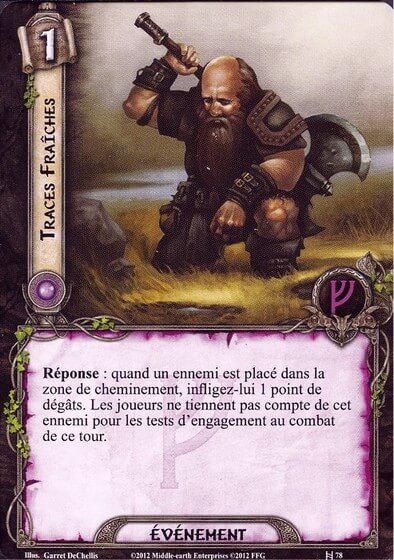 1
TRACES FRAÎCHES
Réponse : quand un ennemi est placé dans la
zone de cheminement, infligez-lui 1 point de
dégâts. Les joueurs ne tiennent pas compte de cet
ennemi pour les tests d'engagement au combat
de ce tour.
ÉVÉNEMENT
Illus. Garret DeChellis
©2012 Middle-earth Enterprises ©2012 FFG
78